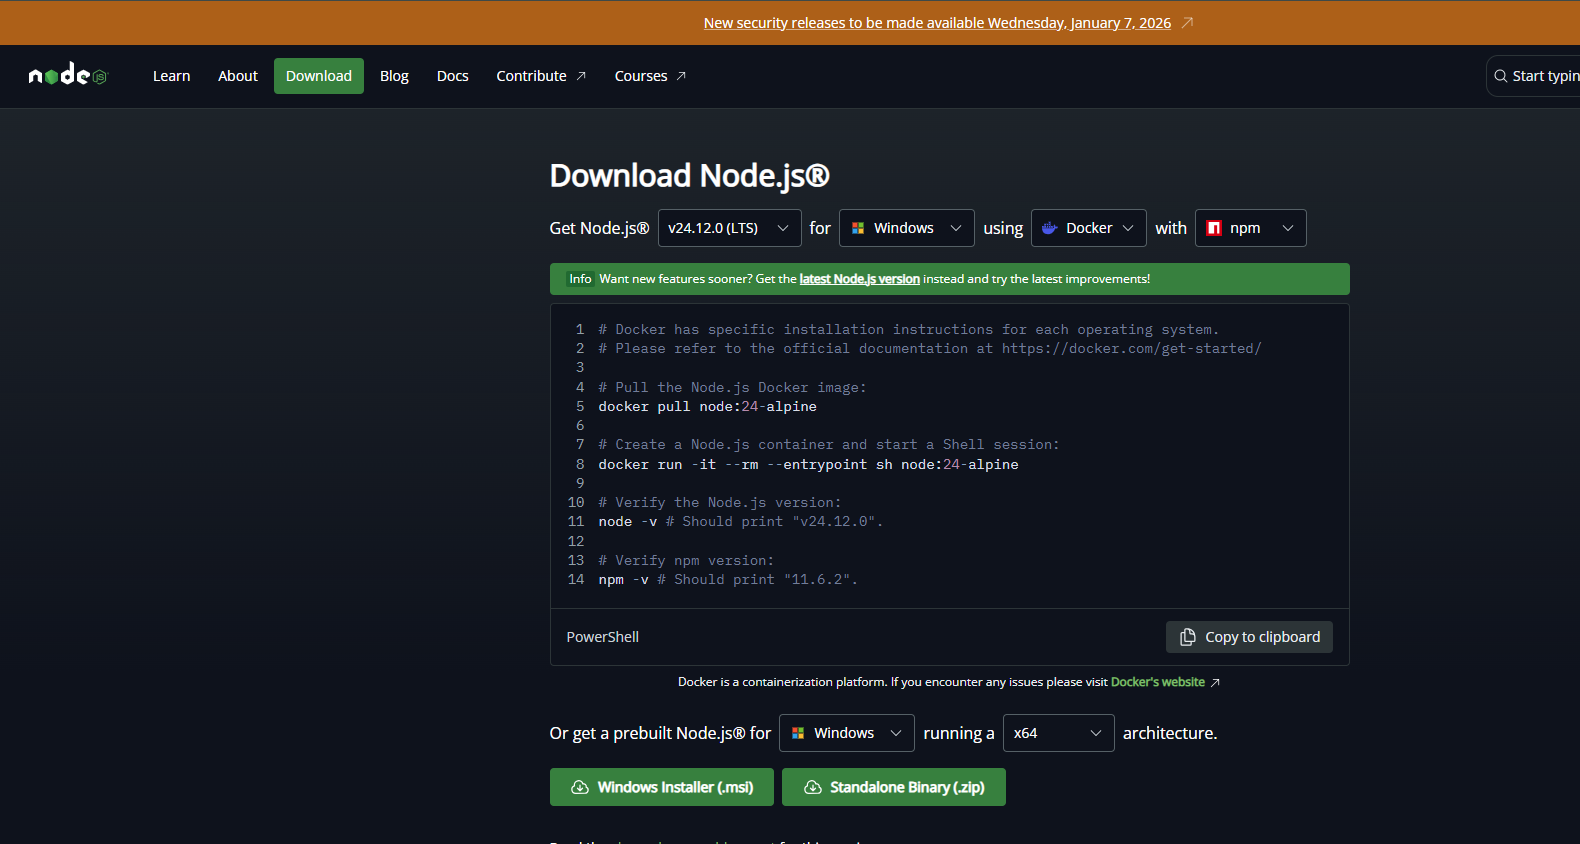 New security releases to be made available Wednesday, January 7, 2026
node JS
Learn About Download Blog Docs Contribute Courses
Start typin
Download Node.js®
Get Node.js® v24.12.0 (LTS) for Windows using Docker with npm
Info Want new features sooner? Get the latest Node.js version instead and try the latest improvements!
1 # Docker has specific installation instructions for each operating system.
2 # Please refer to the official documentation at https://docker.com/get-started/
3
4 # Pull the Node.js Docker image:
5 docker pull node:24-alpine
6
7 # Create a Node.js container and start a Shell session:
8 docker run -it --rm --entrypoint sh node:24-alpine
9
10 # Verify the Node.js version:
11 node -v # Should print "v24.12.0".
12
13 # Verify npm version:
14 npm -v # Should print "11.6.2".
PowerShell
Copy to clipboard
Docker is a containerization platform. If you encounter any issues please visit Docker's website
Or get a prebuilt Node.js® for Windows running a x64 architecture.
Windows Installer (.msi) Standalone Binary (.zip)